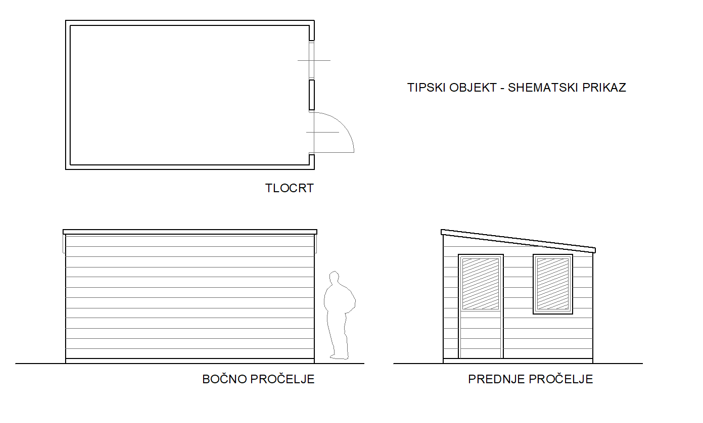 TIPSKI OBJEKT - SHEMATSKI PRIKAZ
TLOCRT
BOČNO PROČELJE
PREDNJE PROČELJE